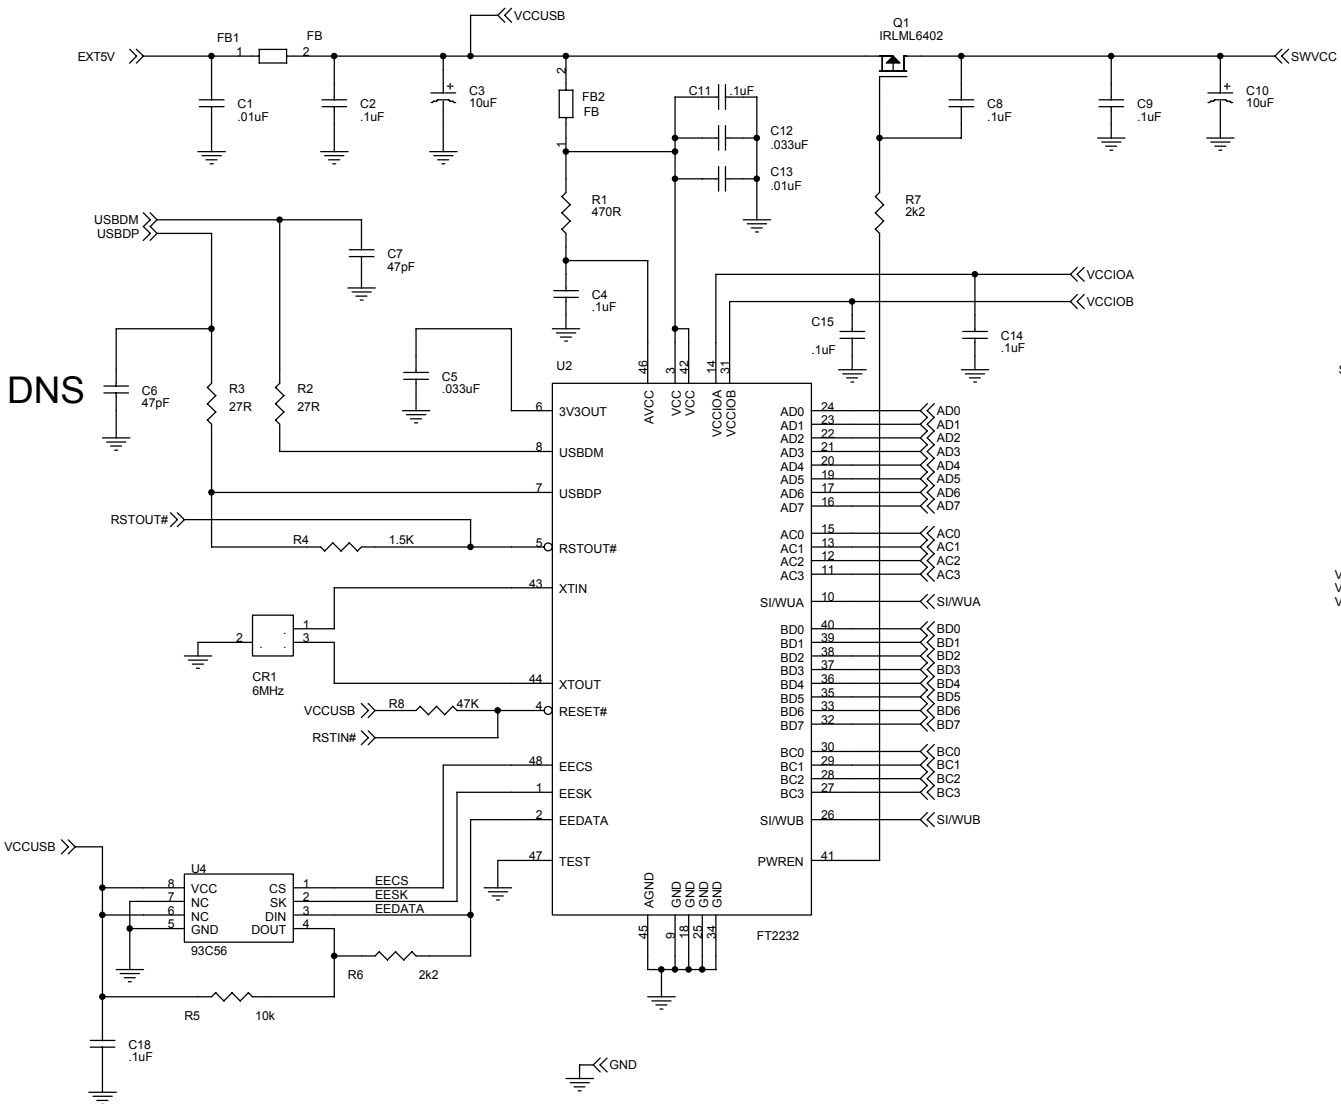 VCCUSB
Q1
IRLML6402
EXT5V
FB1
1
2
FB
SWVCC
C1
.01uF
C2
.1uF
+
C3
10uF
2
FB2
FB
1
C11
.1uF
C12
.033uF
C13
.01uF
C8
.1uF
C9
.1uF
+
C10
10uF
R1
470R
R7
2k2
USBDM
USBDP
C7
47pF
C4
.1uF
VCCIOA
VCCIOB
C15
.1uF
C14
.1uF
DNS
C6
47pF
R3
27R
R2
27R
C5
.033uF
U2
46
3
42
14
31
AVCC
VCC
VCC
VCCIOA
VCCIOB
6 3V3OUT
8 USBDM
7 USBDP
RSTOUT#
R4
1.5K
5 RSTOUT#
43 XTIN
2
1
3
CR1
6MHz
44 XTOUT
VCCUSB
R8
47K
4 RESET#
RSTIN#
48 EECS
1 EESK
2 EEDATA
47 TEST
AD0 24 AD0
AD1 23 AD1
AD2 22 AD2
AD3 21 AD3
AD4 20 AD4
AD5 19 AD5
AD6 17 AD6
AD7 16 AD7
AC0 15 AC0
AC1 13 AC1
AC2 12 AC2
AC3 11 AC3
SI/WUA 10 SI/WUA
BD0 40 BD0
BD1 39 BD1
BD2 38 BD2
BD3 37 BD3
BD4 36 BD4
BD5 35 BD5
BD6 33 BD6
BD7 32 BD7
BC0 30 BC0
BC1 29 BC1
BC2 28 BC2
BC3 27 BC3
SI/WUB 26 SI/WUB
PWREN 41
AGND
GND
GND
GND
GND
45
9
18
25
34
FT2232
VCCUSB
U4
8 VCC CS 1 EECS
7 NC SK 2 EESK
6 NC DIN 3 EEDATA
5 GND DOUT 4
93C56
R6
2k2
R5
10k
C18
.1uF
GND
V
V
V